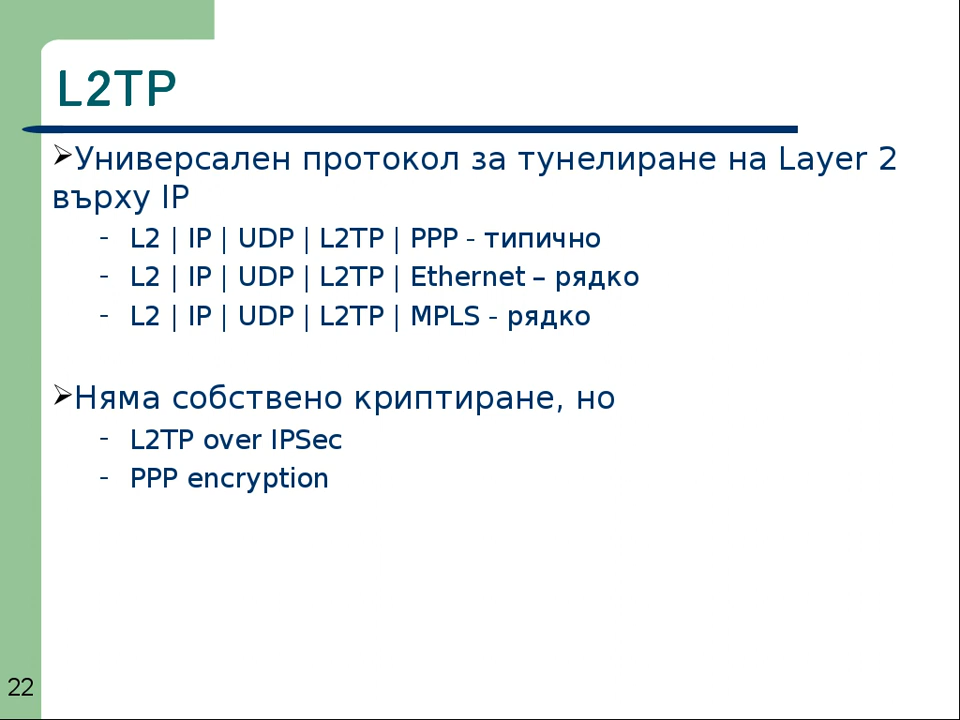 L2TP
Универсален протокол за тунелиране на Layer 2
върху IP
- L2 | IP | UDP | L2TP | PPP - типично
- L2 | IP | UDP | L2TP | Ethernet – рядко
- L2 | IP | UDP | L2TP | MPLS - рядко
Няма собствено криптиране, но
- L2TP over IPSec
- PPP encryption
22